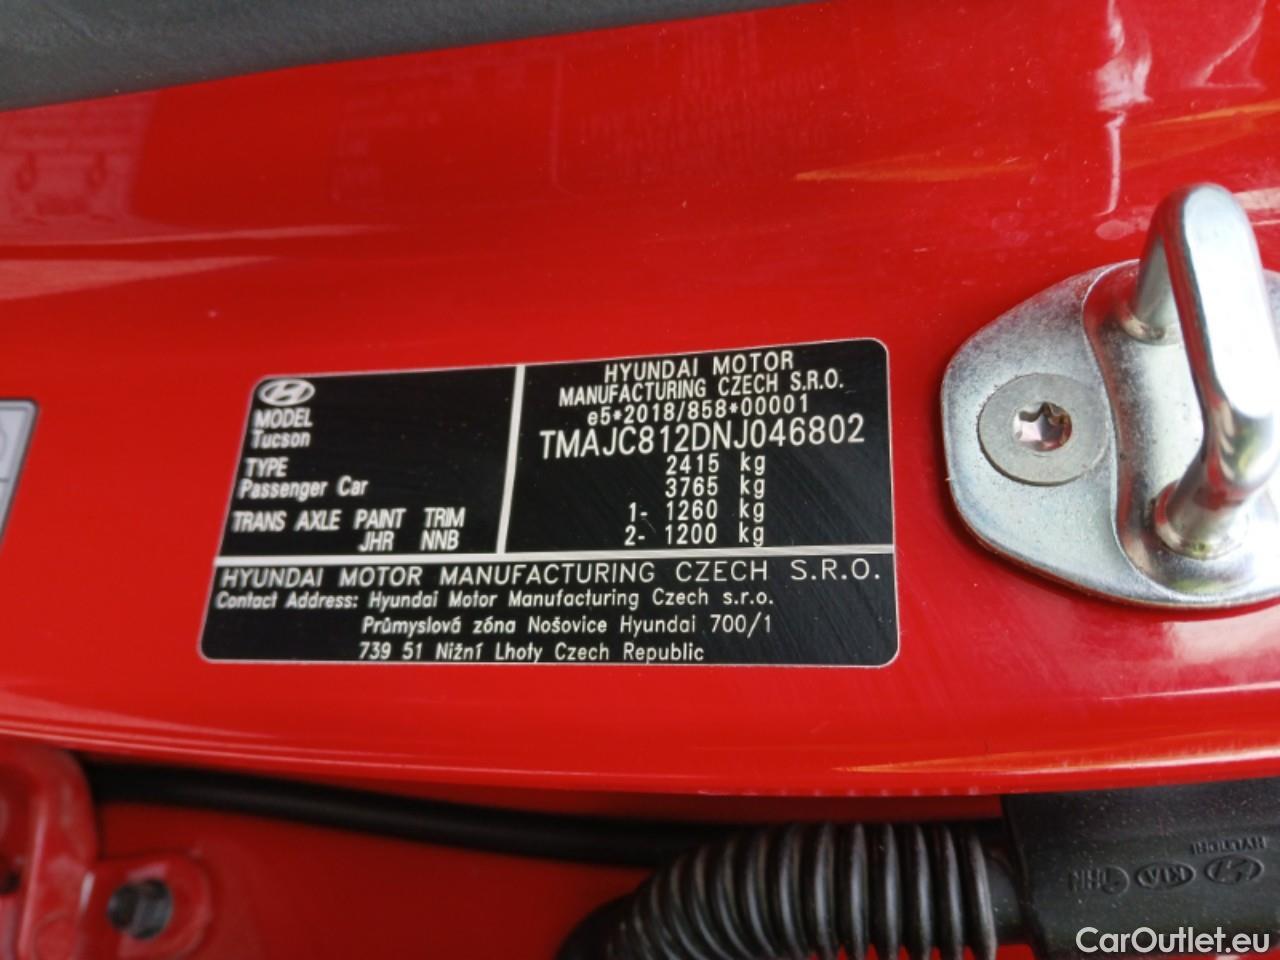 MODEL
Tucson
TYPE
Passenger Car
TRANS AXLE PAINT TRIM
JHR NNB
HYUNDAI MOTOR
MANUFACTURING CZECH S.R.O.
e5*2018/858*00001
TMAJC812DNJ046802
2415 kg
3765 kg
1- 1260 kg
2- 1200 kg
HYUNDAI MOTOR MANUFACTURING CZECH S.R.O.
Contact Address: Hyundai Motor Manufacturing Czech s.r.o.
Průmyslová zóna Nošovice Hyundai 700/1
739 51 Nižní Lhoty Czech Republic
HYUNDAI
KIA
CarOutlet.eu